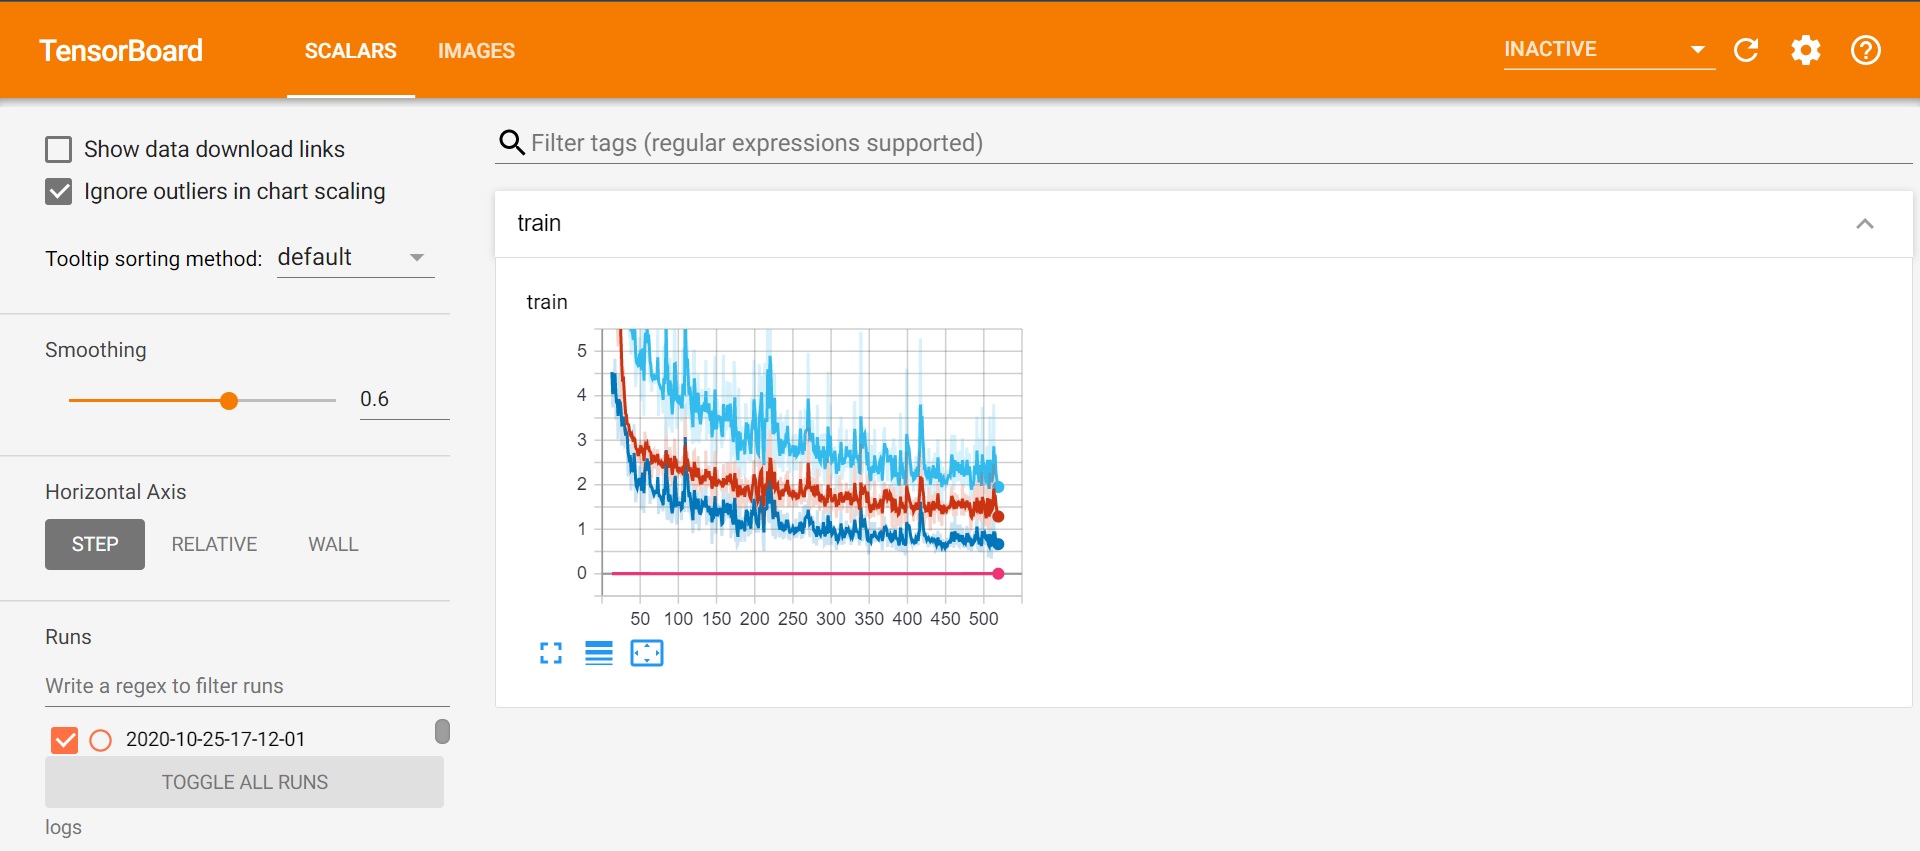 TensorBoard SCALARS IMAGES INACTIVE
Show data download links
Ignore outliers in chart scaling
Tooltip sorting method: default
Smoothing
0.6
Horizontal Axis
STEP RELATIVE WALL
Runs
Write a regex to filter runs
2020-10-25-17-12-01
TOGGLE ALL RUNS
logs
Filter tags (regular expressions supported)
train
train
5
4
3
2
1
0
50 100 150 200 250 300 350 400 450 500